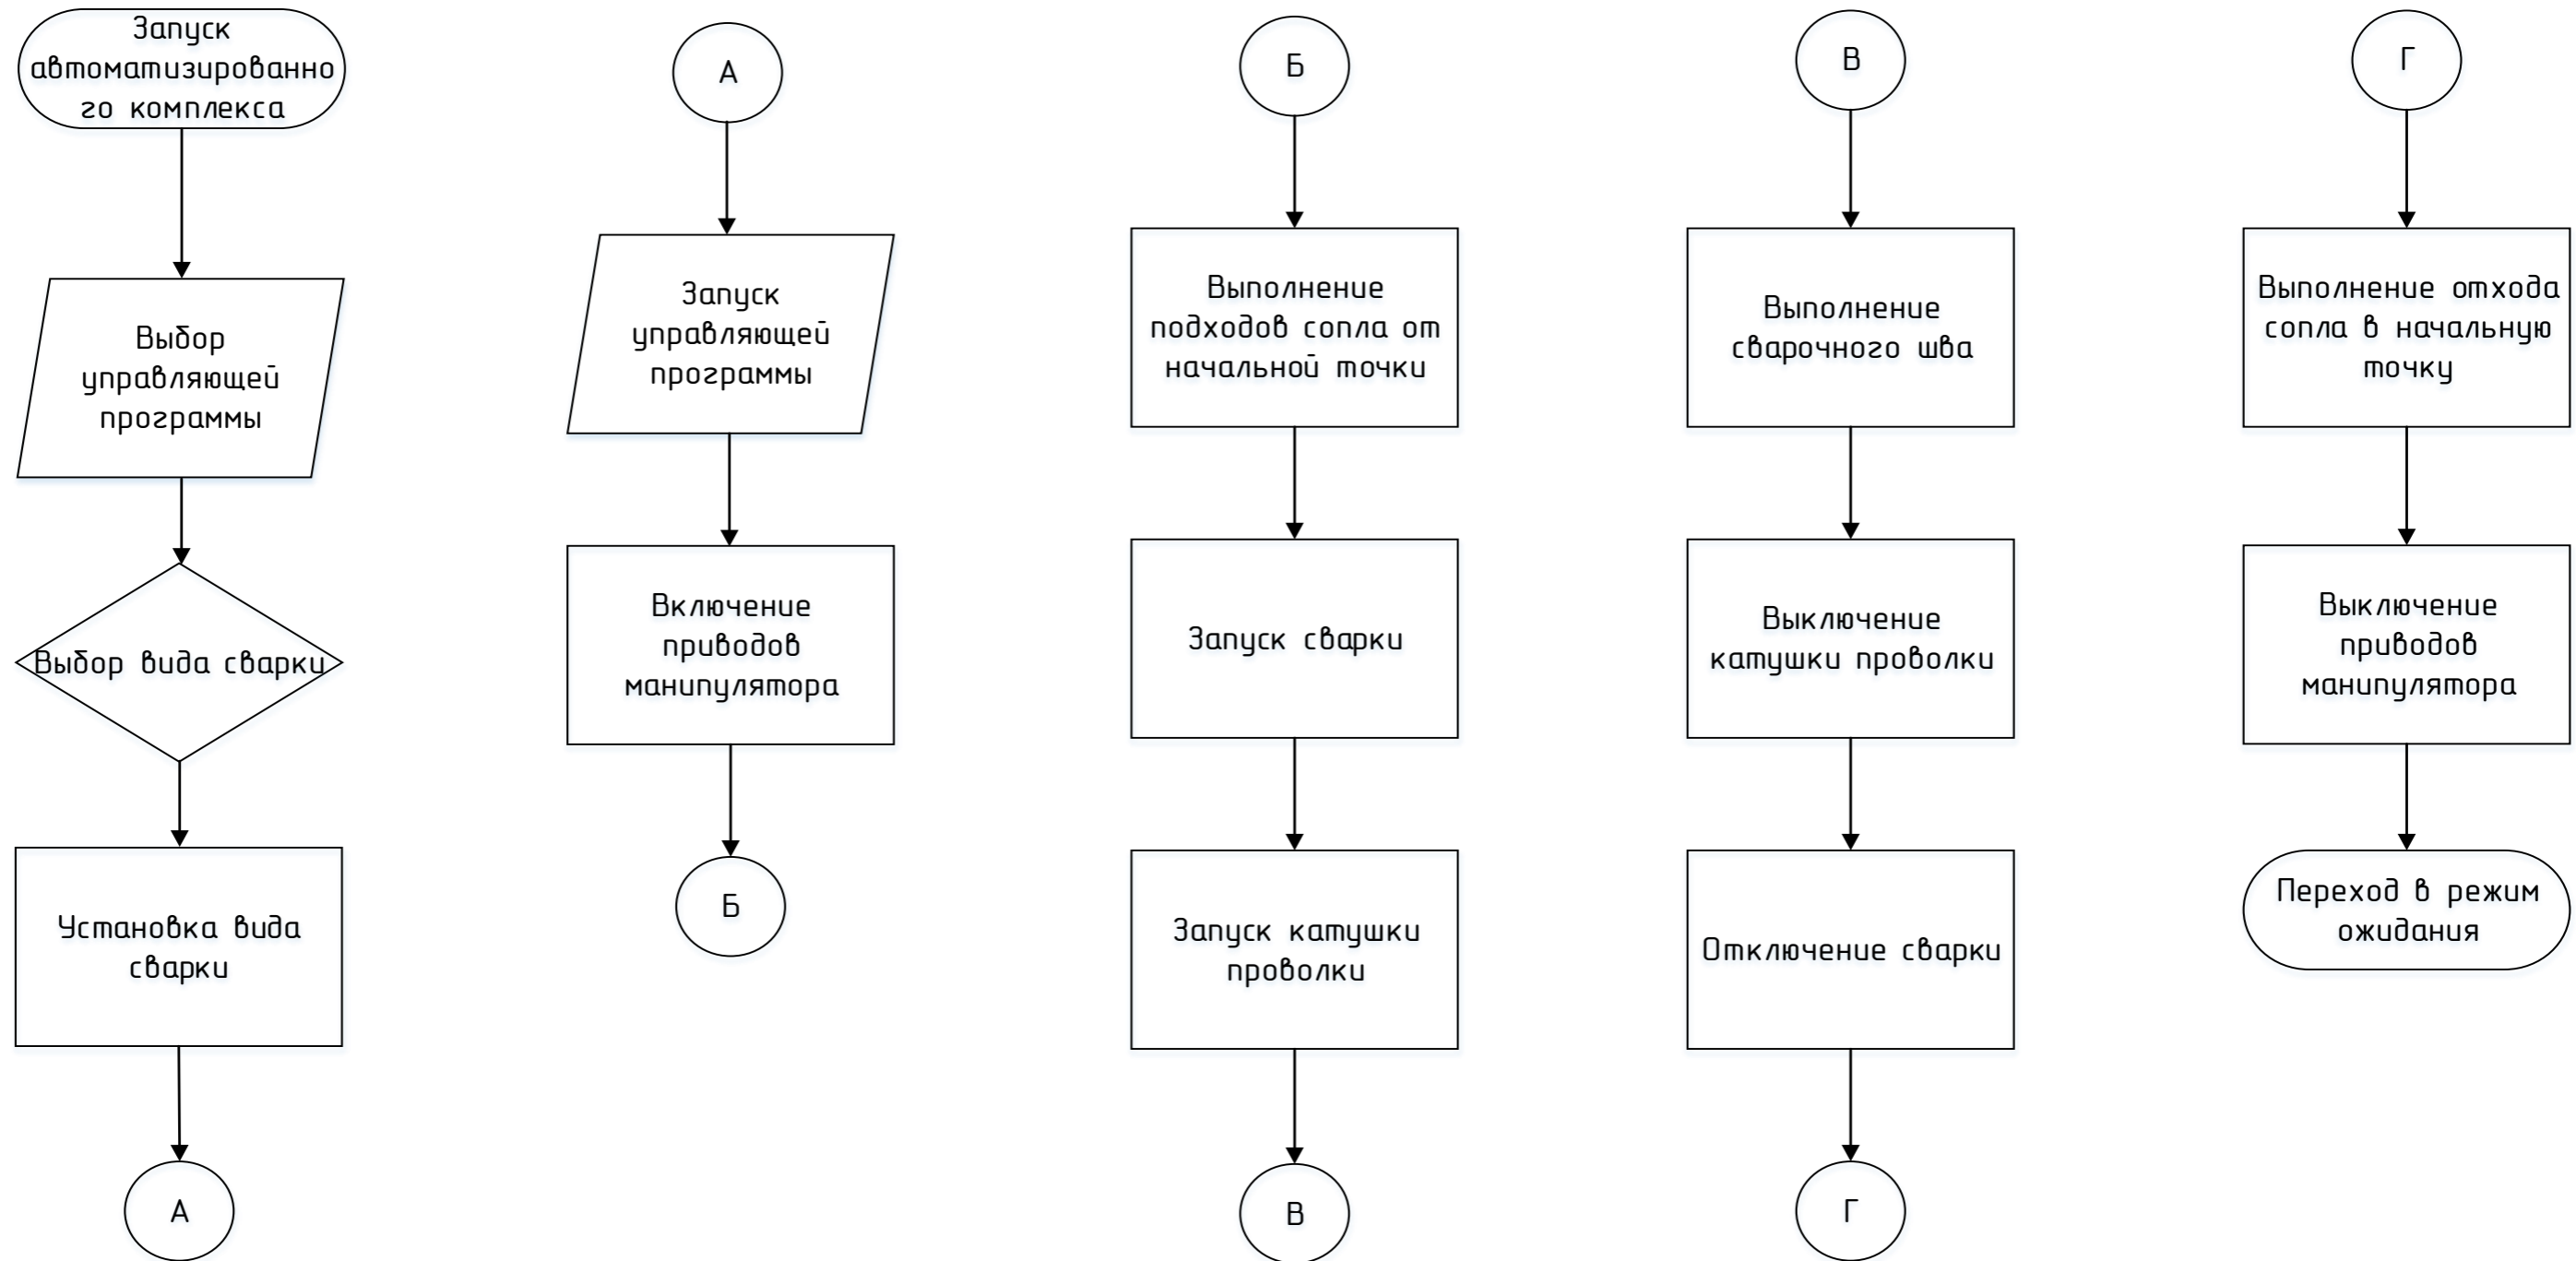 Запуск
автоматизированно
го комплекса
Выбор
управляющей
программы
Выбор вида сварки
Установка вида
сварки
А
А
Запуск
управляющей
программы
Включение
приводов
манипулятора
Б
Б
Выполнение
подходов сопла от
начальной точки
Запуск сварки
Запуск катушки
проволки
В
В
Выполнение
сварочного шва
Выключение
катушки проволки
Отключение сварки
Г
Г
Выполнение отхода
сопла в начальную
точку
Выключение
приводов
манипулятора
Переход в режим
ожидания